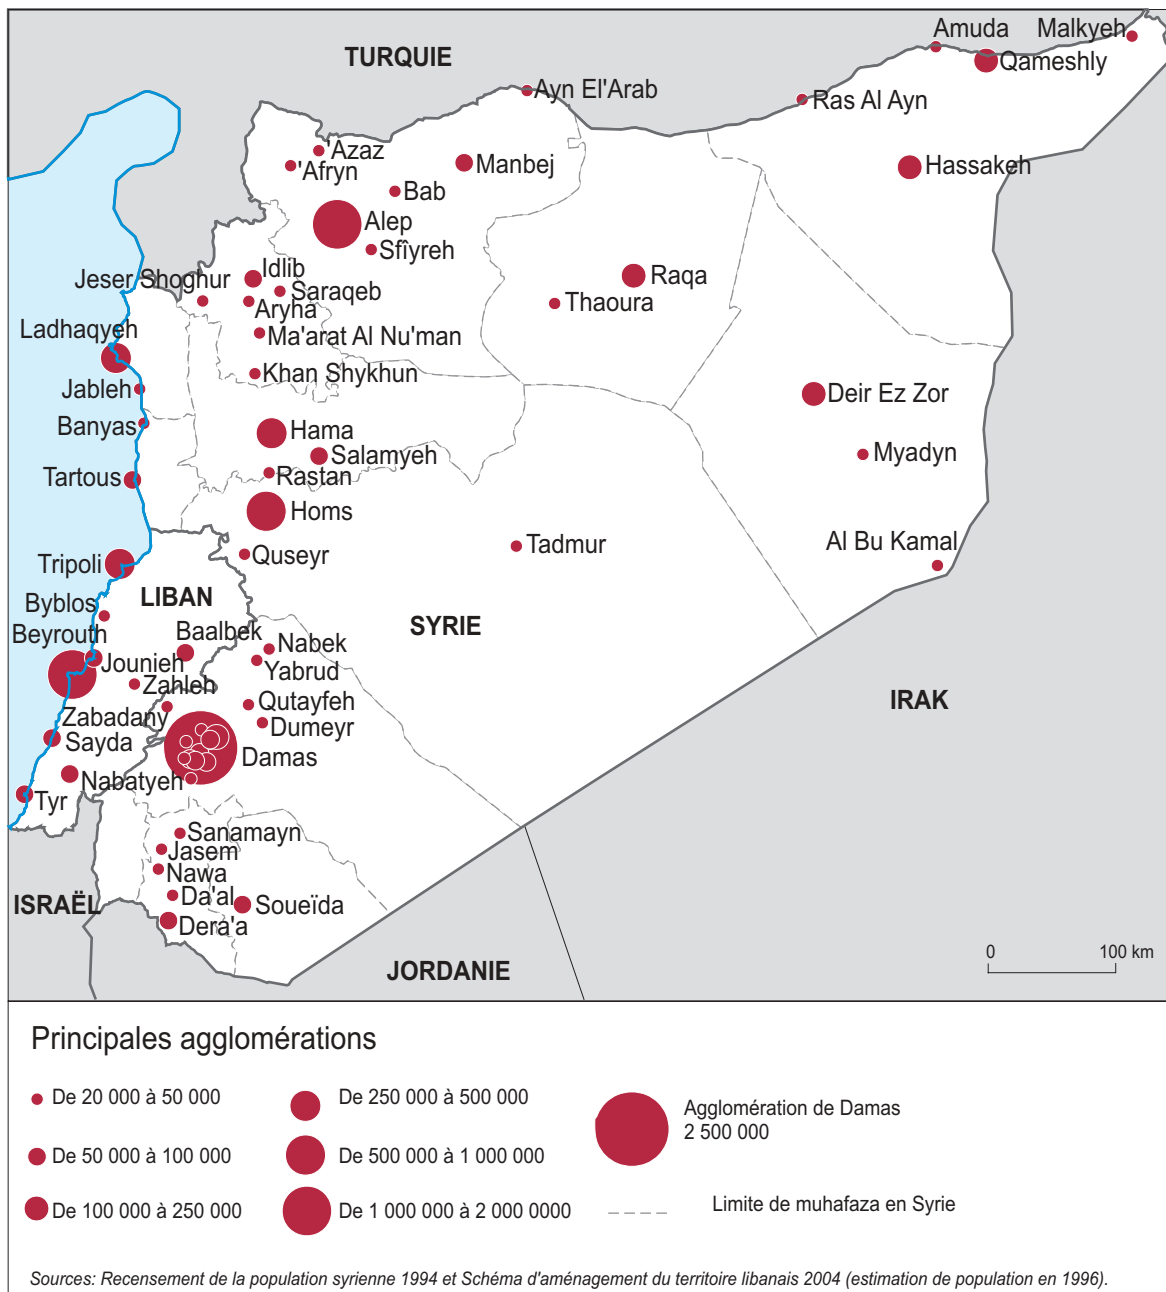 TURQUIE
Amuda
Malkyeh
Qameshly
Ayn El'Arab
Ras Al Ayn
'Azaz
'Afryn
Manbej
Hassakeh
Bab
Alep
Sfîyreh
Idlib
Jeser Shoghur
Saraqeb
Raqa
Aryha
Thaoura
Ladhaqyeh
Ma'arat Al Nu'man
Khan Shykhun
Jableh
Deir Ez Zor
Banyas
Hama
Salamyeh
Myadyn
Tartous
Rastan
Homs
Tadmur
Al Bu Kamal
Quseyr
Tripoli
LIBAN
Byblos
SYRIE
Beyrouth
Baalbek
Nabek
Jounieh
Yabrud
Zahleh
IRAK
Qutayfeh
Zabadany
Dumeyr
Sayda
Damas
Nabatyeh
Tyr
Sanamayn
Jasem
Nawa
Da'al
ISRAËL
Soueïda
Dera'a
JORDANIE
0 100 km
Principales agglomérations
De 20 000 à 50 000
De 50 000 à 100 000
De 100 000 à 250 000
De 250 000 à 500 000
De 500 000 à 1 000 000
De 1 000 000 à 2 000 0000
Agglomération de Damas
2 500 000
Limite de muhafaza en Syrie
Sources: Recensement de la population syrienne 1994 et Schéma d'aménagement du territoire libanais 2004 (estimation de population en 1996).